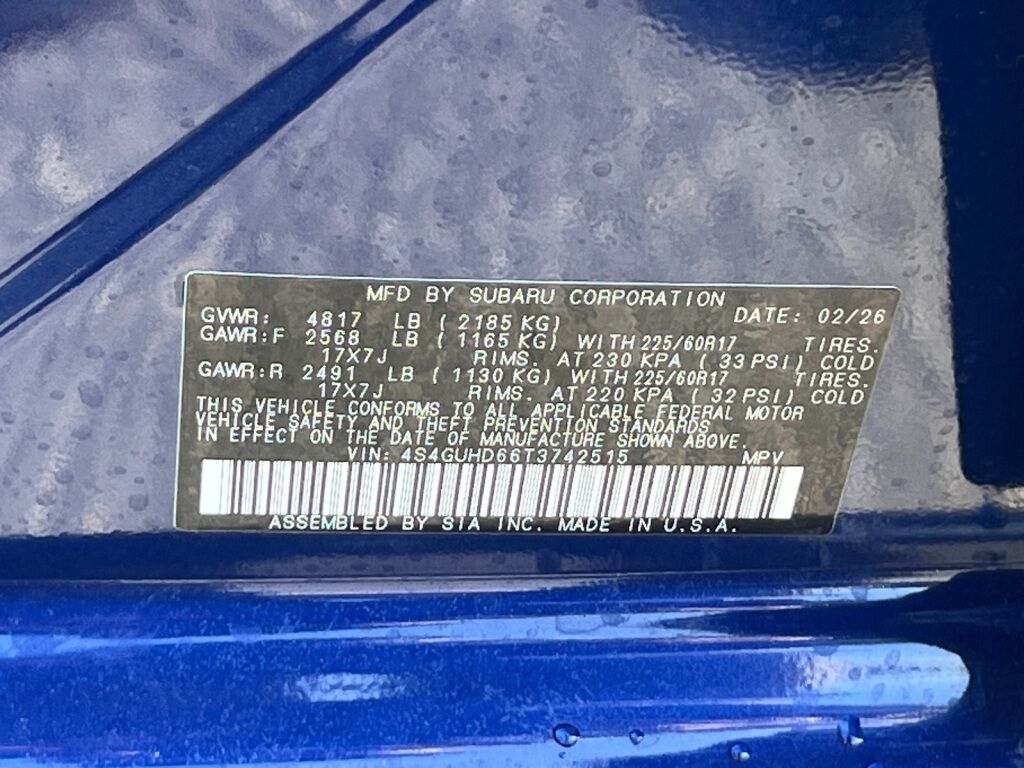 MFD BY SUBARU CORPORATION
GVWR: 4817 LB ( 2185 KG) DATE: 02/26
GAWR:F 2568 LB ( 1165 KG) WITH 225/60R17 TIRES.
17X7J RIMS. AT 230 KPA ( 33 PSI) COLD
GAWR:R 2491 LB ( 1130 KG) WITH 225/60R17 TIRES.
17X7J RIMS. AT 220 KPA ( 32 PSI) COLD
THIS VEHICLE CONFORMS TO ALL APPLICABLE FEDERAL MOTOR
VEHICLE SAFETY AND THEFT PREVENTION STANDARDS
IN EFFECT ON THE DATE OF MANUFACTURE SHOWN ABOVE.
VIN: 4S4GUHD66T3742515 MPV
ASSEMBLED BY SIA INC. MADE IN U.S.A.